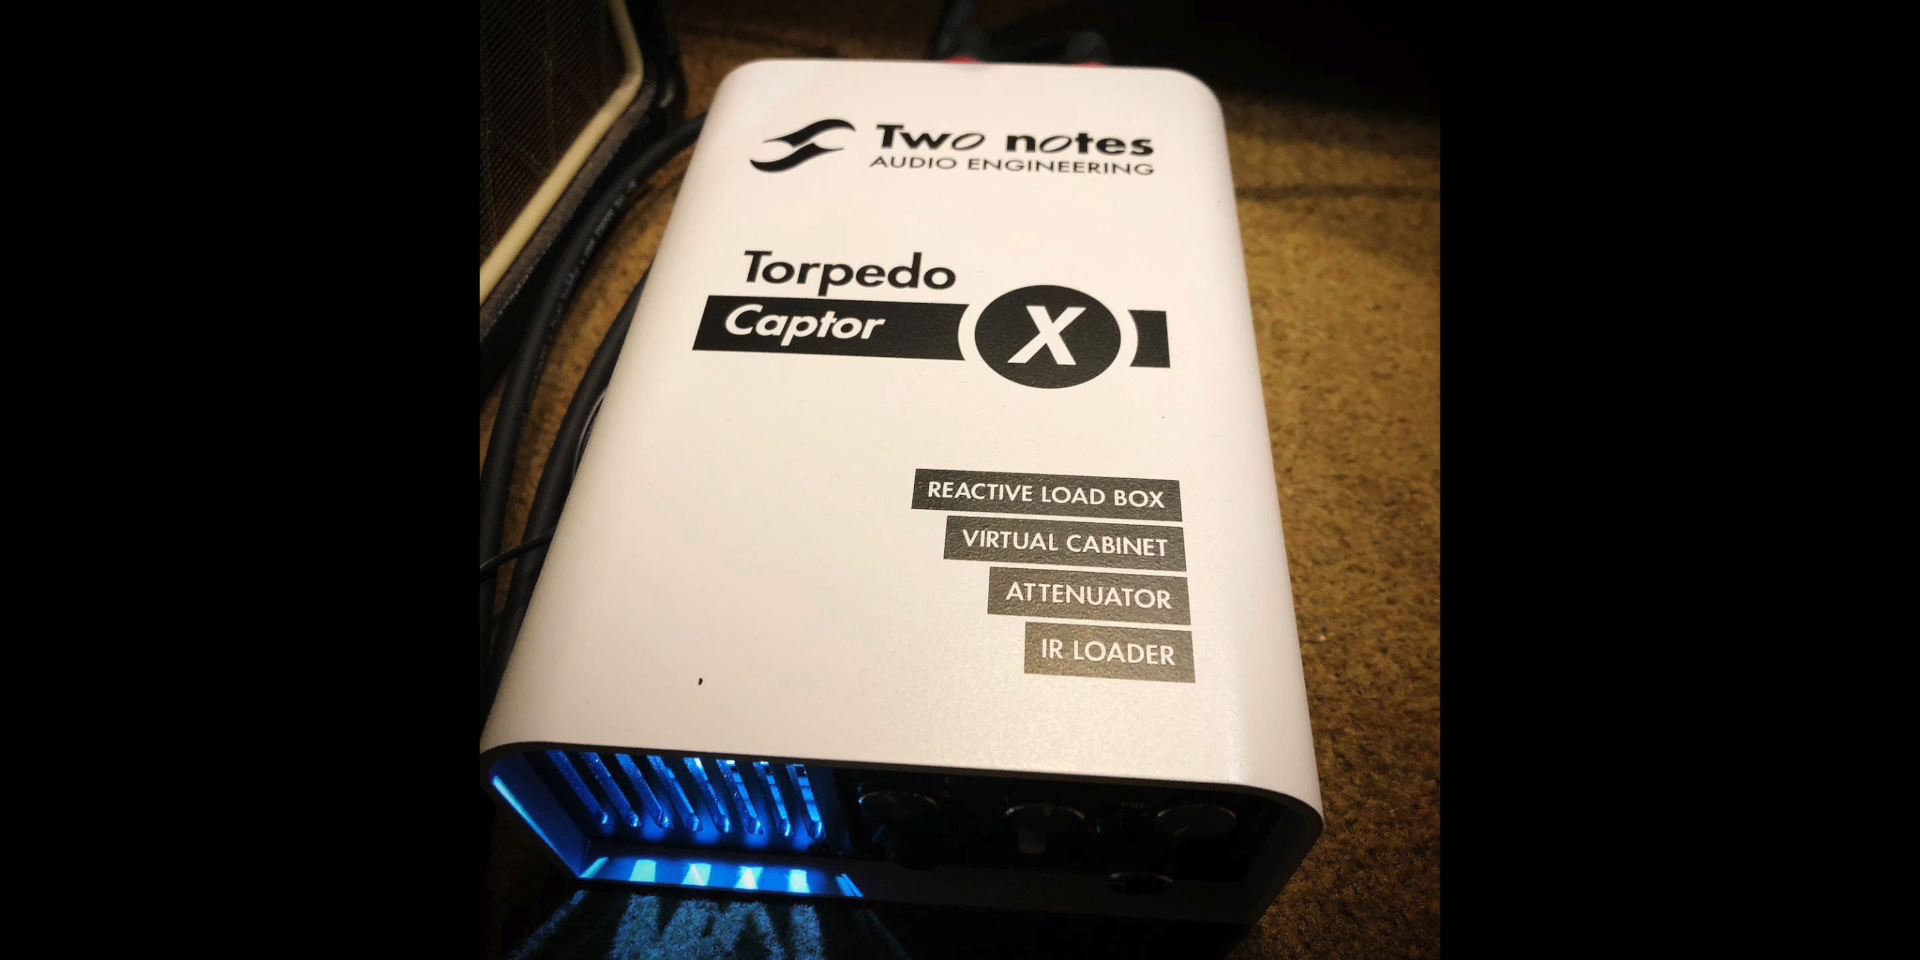 Two notes
AUDIO ENGINEERING
Torpedo
Captor X
REACTIVE LOAD BOX
VIRTUAL CABINET
ATTENUATOR
IR LOADER